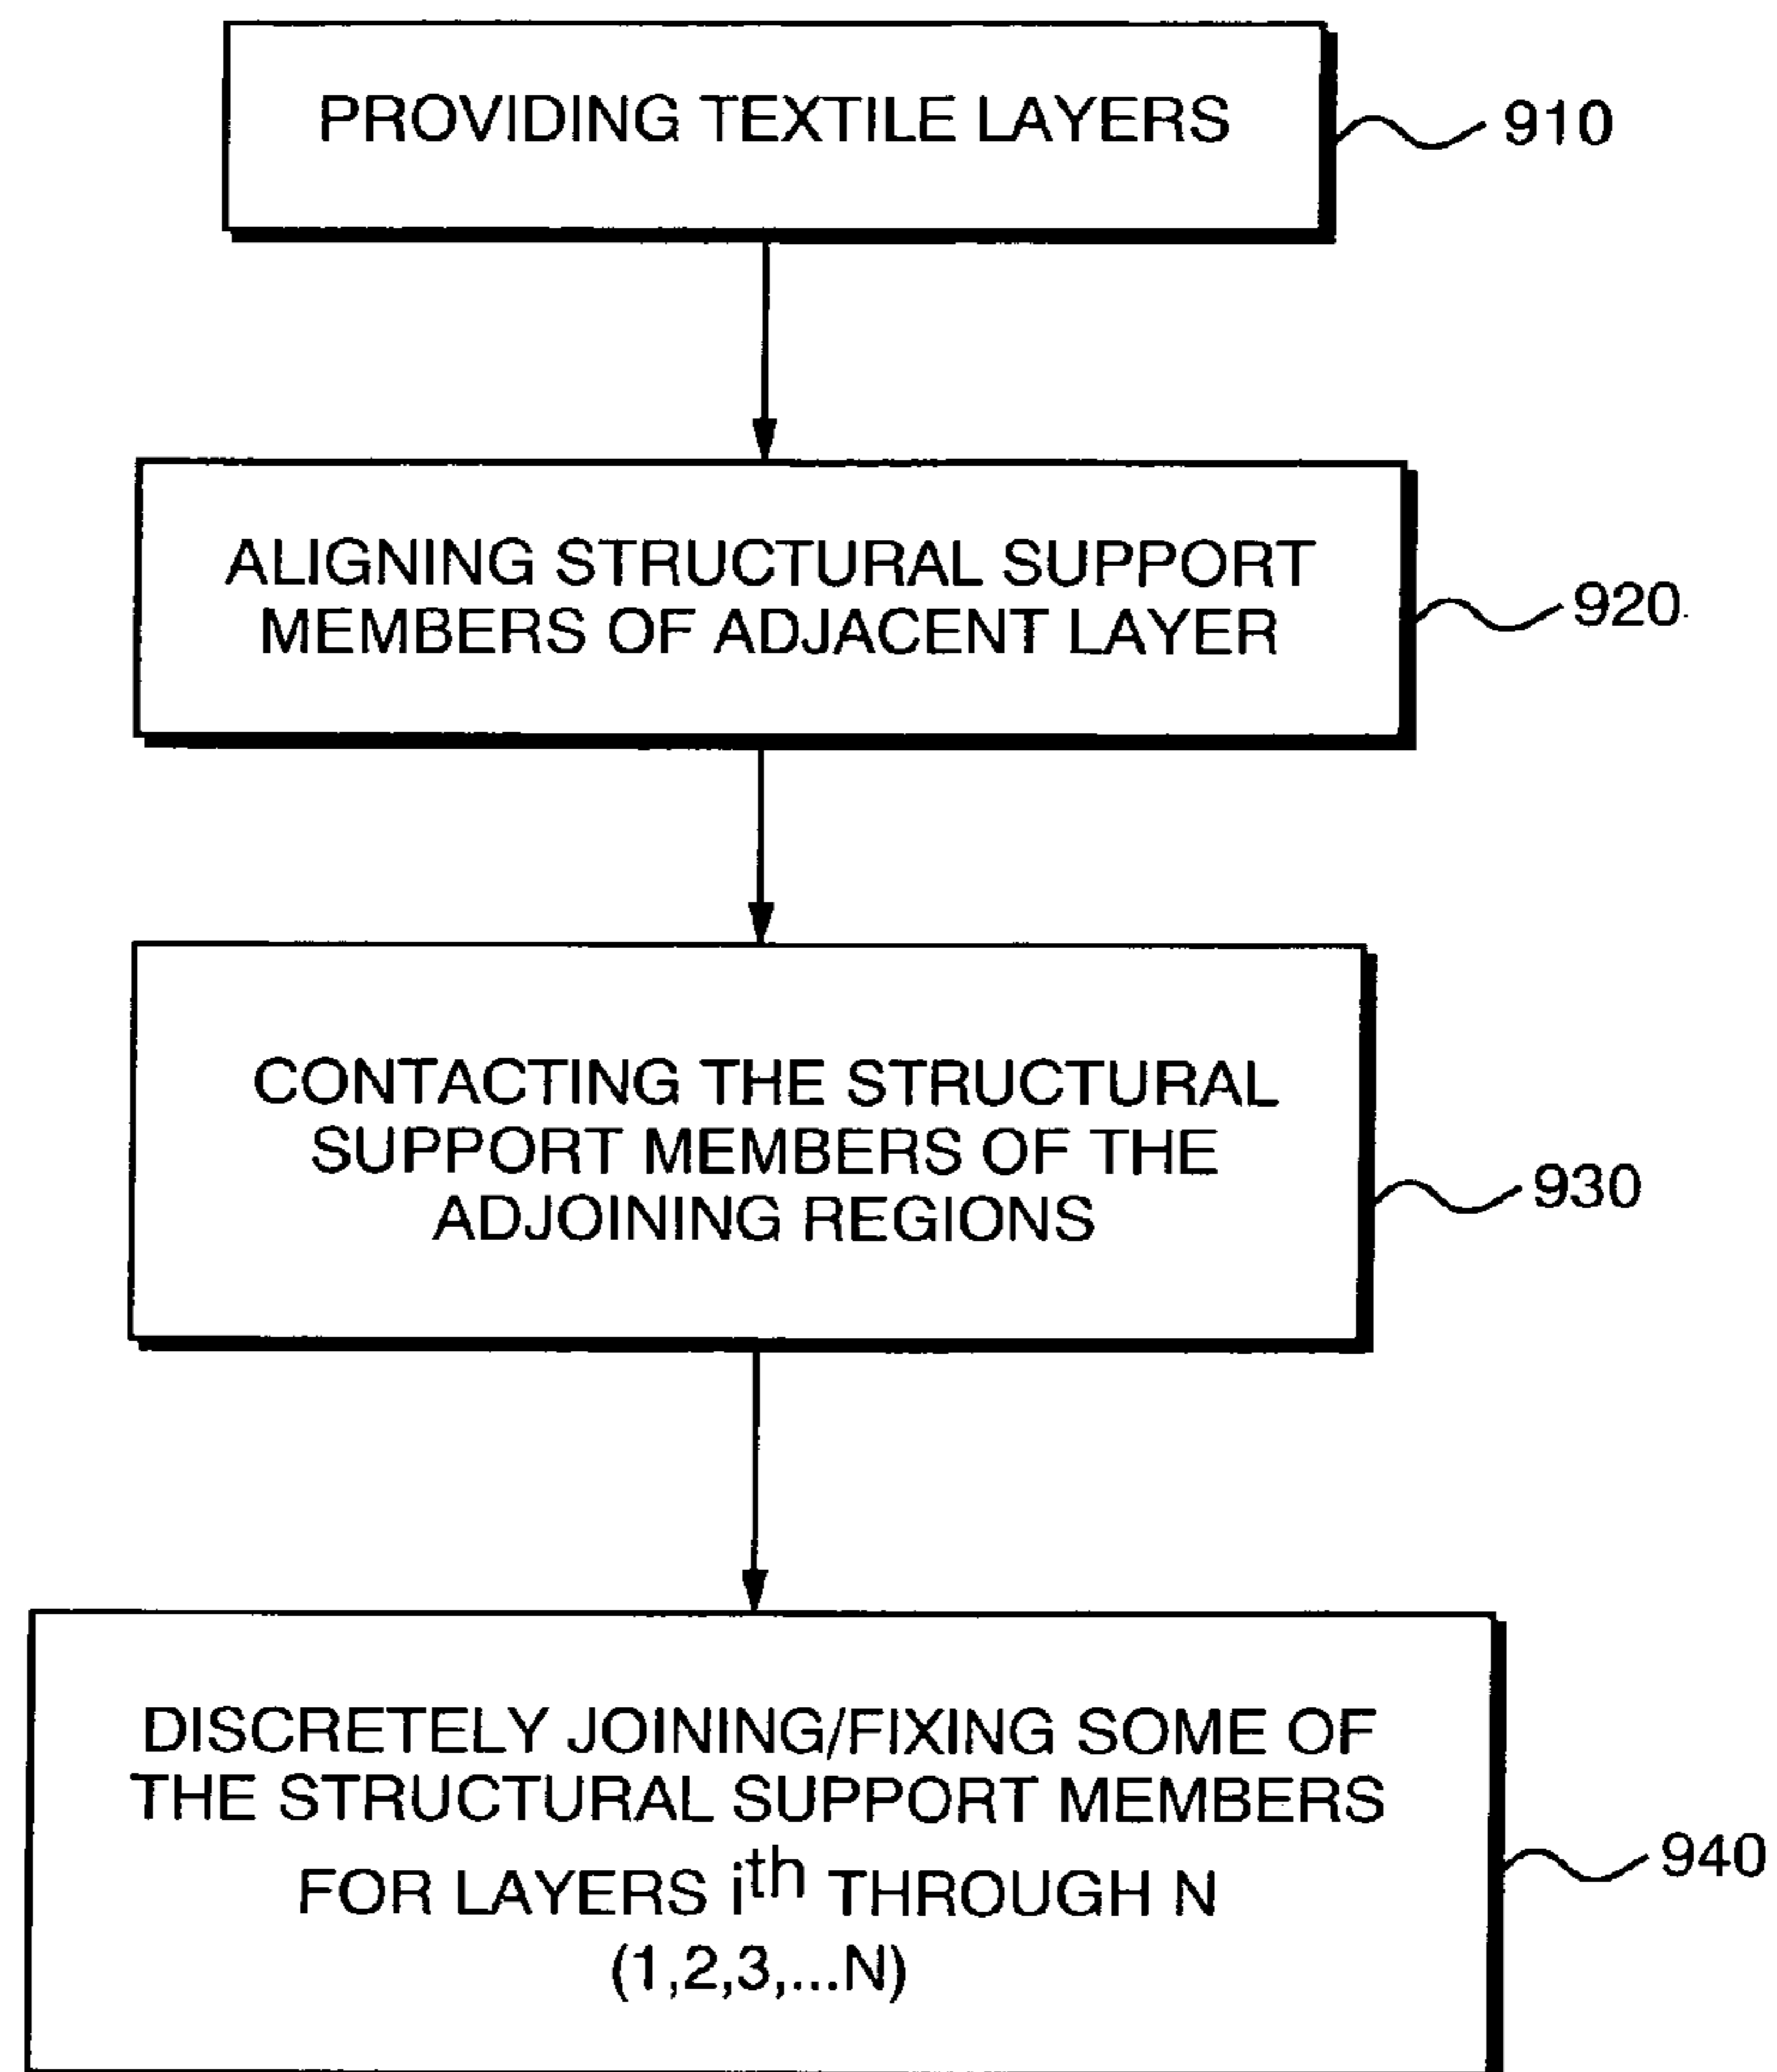 PROVIDING TEXTILE LAYERS
910
ALIGNING STRUCTURAL SUPPORT
MEMBERS OF ADJACENT LAYER
920
CONTACTING THE STRUCTURAL
SUPPORT MEMBERS OF THE
ADJOINING REGIONS
930
DISCRETELY JOINING/FIXING SOME OF
THE STRUCTURAL SUPPORT MEMBERS
FOR LAYERS ith THROUGH N
(1,2,3,...N)
940